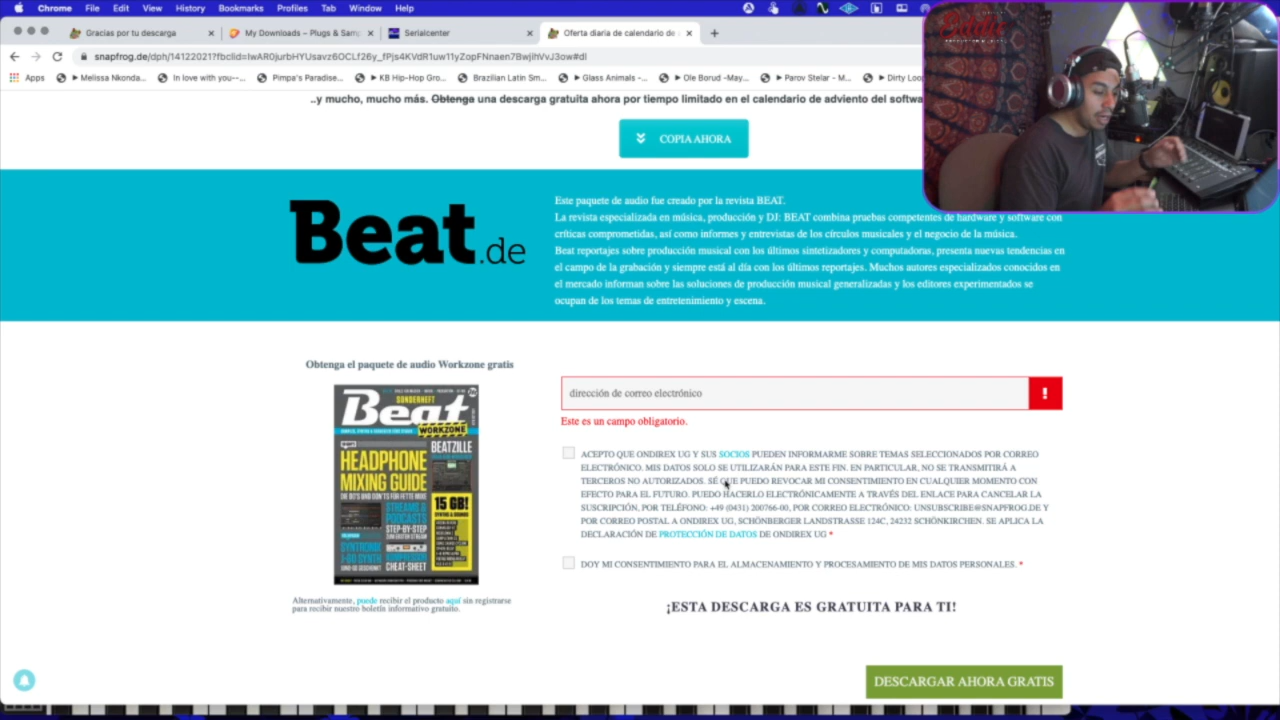 Chrome File Edit View History Bookmarks Profiles Tab Window Help
Gracias por tu descarga
My Downloads – Plugs & Sam
Serialcenter
Oferta diaria de calendario de
snapfrog.de/dph/14122021?fbclid=IwAR0jurbHYUsavz6OCLf26y_fPjs4KVdR1uw11yZopFNnaen7BwjihVvJ3ow#dl
Apps
► Melissa Nkonda...
In love with you--...
Pimpa's Paradise...
► KB Hip-Hop Gro...
Brazilian Latin Sm...
► Glass Animals -...
► Ole Borud -May...
► Parov Stelar - M...
► Dirty Loo
..y mucho, mucho más. Obtenga una descarga gratuita ahora por tiempo limitado en el calendario de adviento del softwa
COPIA AHORA
Beat.de
Este paquete de audio fue creado por la revista BEAT.
La revista especializada en música, producción y DJ: BEAT combina pruebas competentes de hardware y software con
críticas comprometidas, así como informes y entrevistas de los círculos musicales y el negocio de la música.
Beat reportajes sobre producción musical con los últimos sintetizadores y computadoras, presenta nuevas tendencias en
el campo de la grabación y siempre está al día con los últimos reportajes. Muchos autores especializados conocidos en
el mercado informan sobre las soluciones de producción musical generalizadas y los editores experimentados se
ocupan de los temas de entretenimiento y escena.
Obtenga el paquete de audio Workzone gratis
SONDERHEFT
Beat
WORKZONE
BEATZILLE
HEADPHONE
MIXING GUIDE
15 GB!
STREAMS &
PODCASTS
STEP-BY-STEP
CHEAT-SHEET
Alternativamente, puede recibir el producto aquí sin registrarse
para recibir nuestro boletín informativo gratuito.
dirección de correo electrónico
!
Este es un campo obligatorio.
ACEPTO QUE ONDIREX UG Y SUS SOCIOS PUEDEN INFORMARME SOBRE TEMAS SELECCIONADOS POR CORREO
ELECTRÓNICO. MIS DATOS SOLO SE UTILIZARÁN PARA ESTE FIN. EN PARTICULAR, NO SE TRANSMITIRÁ A
TERCEROS NO AUTORIZADOS. SÉ QUE PUEDO REVOCAR MI CONSENTIMIENTO EN CUALQUIER MOMENTO CON
EFECTO PARA EL FUTURO. PUEDO HACERLO ELECTRÓNICAMENTE A TRAVÉS DEL ENLACE PARA CANCELAR LA
SUSCRIPCIÓN, POR TELÉFONO: +49 (0431) 200766-00, POR CORREO ELECTRÓNICO: UNSUBSCRIBE@SNAPFROG.DE Y
POR CORREO POSTAL A ONDIREX UG, SCHÖNBERGER LANDSTRASSE 124C, 24232 SCHÖNKIRCHEN. SE APLICA LA
DECLARACIÓN DE PROTECCIÓN DE DATOS DE ONDIREX UG *
DOY MI CONSENTIMIENTO PARA EL ALMACENAMIENTO Y PROCESAMIENTO DE MIS DATOS PERSONALES. *
¡ESTA DESCARGA ES GRATUITA PARA TI!
DESCARGAR AHORA GRATIS